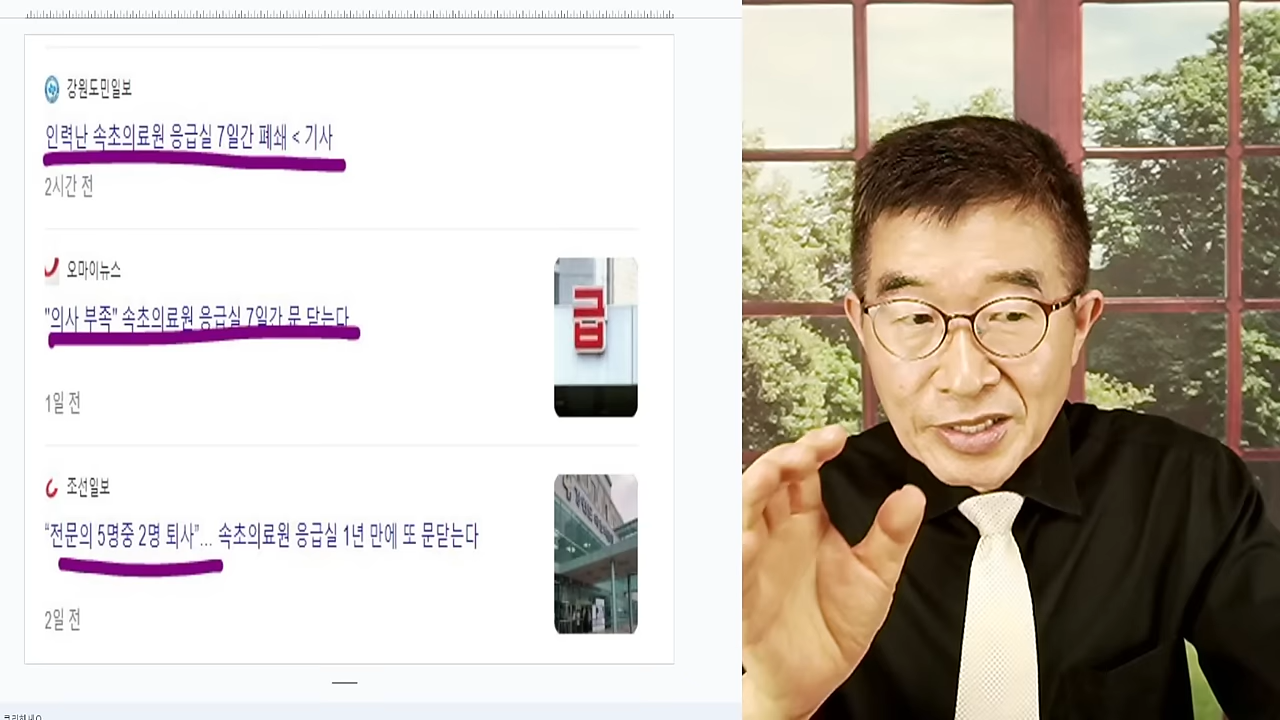 강원도민일보
인력난 속초의료원 응급실 7일간 폐쇄 < 기사
2시간 전
오마이뉴스
"의사 부족" 속초의료원 응급실 7일간 문 닫는다
급
1일 전
조선일보
“전문의 5명중 2명 퇴사”... 속초의료원 응급실 1년 만에 또 문닫는다
2일 전